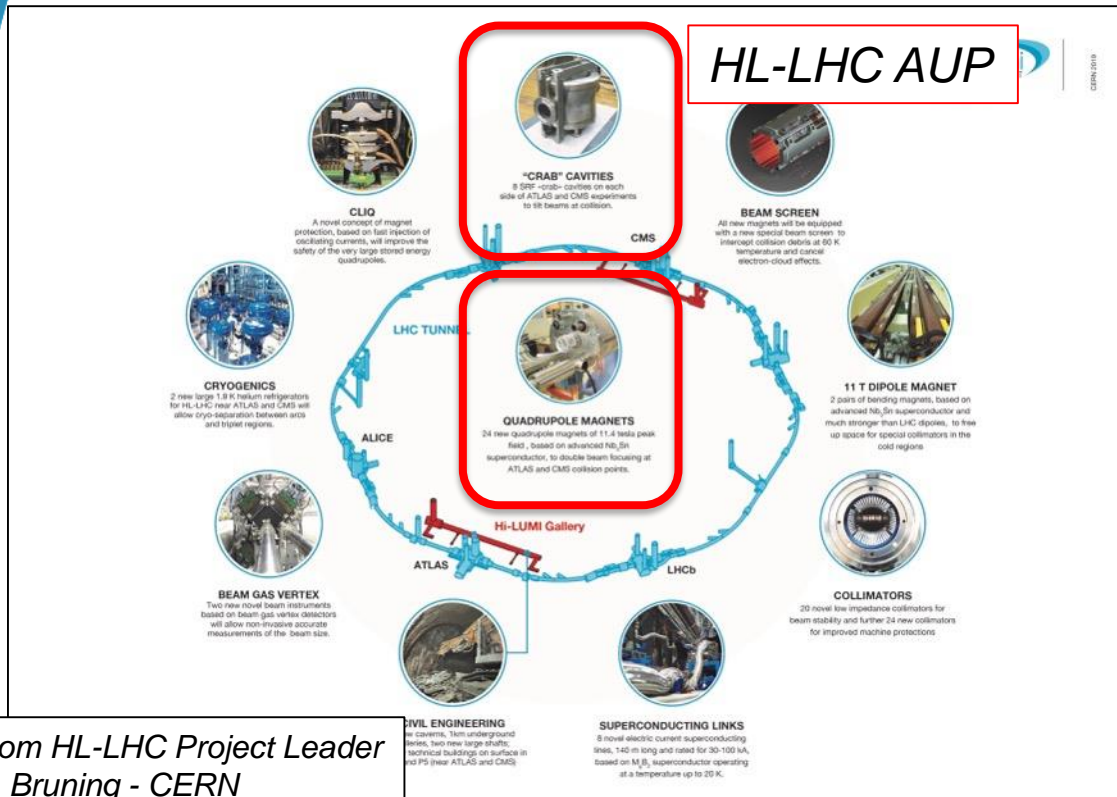 HL-LHC AUP
CERN 2019
"CRAB" CAVITIES
8 SRF «crab» cavities on each
side of ATLAS and CMS experiments
to tilt beams at collision.
CLIQ
A novel concept of magnet
protection, based on fast injection of
oscillating currents, will improve the
safety of the very large stored energy
quadrupoles.
BEAM SCREEN
All new magnets will be equipped
with a new special beam screen to
intercept collision debris at 60 K
temperature and cancel
electron-cloud effects.
CMS
LHC TUNNEL
CRYOGENICS
2 new large 1.9 K helium refrigerators
for HL-LHC near ATLAS and CMS will
allow cryo-separation between arcs
and triplet regions.
QUADRUPOLE MAGNETS
24 new quadrupole magnets of 11.4 tesla peak
field , based on advanced Nb₃Sn
superconductor, to double beam focusing at
ATLAS and CMS collision points.
11 T DIPOLE MAGNET
2 pairs of bending magnets, based on
advanced Nb₃Sn superconductor and
much stronger than LHC dipoles, to free
up space for special collimators in the
cold regions
ALICE
Hi-LUMI Gallery
ATLAS
LHCb
BEAM GAS VERTEX
Two new novel beam instruments
based on beam gas vertex detectors
will allow non-invasive accurate
measurements of the beam size.
COLLIMATORS
20 novel low impedance collimators for
beam stability and further 24 new collimators
for improved machine protections
CIVIL ENGINEERING
caverns, 1km underground
two new large shafts;
technical buildings on surface in
P5 (near ATLAS and CMS)
SUPERCONDUCTING LINKS
8 novel electric current superconducting
lines, 140 m long and rated for 30-100 kA,
based on MgB₂ superconductor operating
at a temperature up to 20 K.
HL-LHC Project Leader
Bruning - CERN